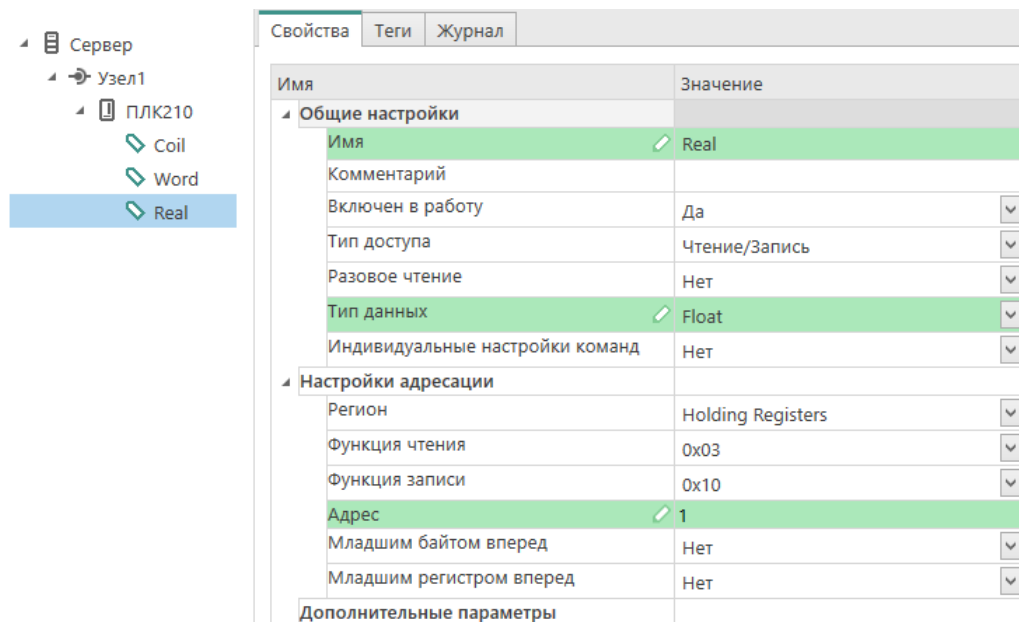 Сервер
Узел1
ПЛК210
Coil
Word
Real
Свойства Теги Журнал
Имя Значение
Общие настройки
Имя Real
Комментарий
Включен в работу Да
Тип доступа Чтение/Запись
Разовое чтение Нет
Тип данных Float
Индивидуальные настройки команд Нет
Настройки адресации
Регион Holding Registers
Функция чтения 0x03
Функция записи 0x10
Адрес 1
Младшим байтом вперед Нет
Младшим регистром вперед Нет
Дополнительные параметры